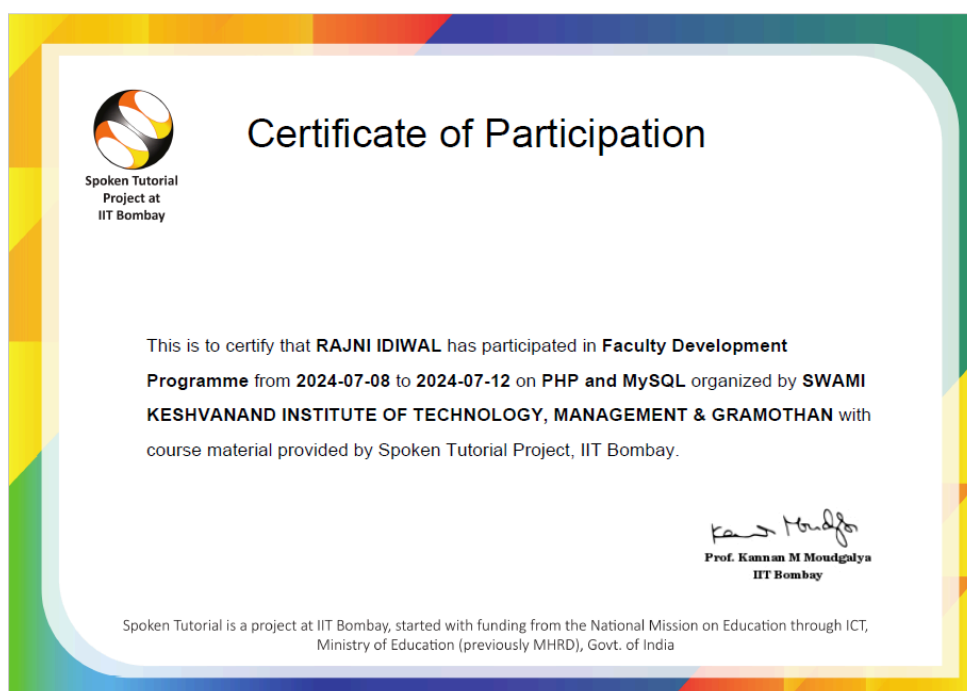 Certificate of Participation
Spoken Tutorial
Project at
IIT Bombay
This is to certify that RAJNI IDIWAL has participated in Faculty Development
Programme from 2024-07-08 to 2024-07-12 on PHP and MySQL organized by SWAMI
KESHVANAND INSTITUTE OF TECHNOLOGY, MANAGEMENT & GRAMOTHAN with
course material provided by Spoken Tutorial Project, IIT Bombay.
Prof. Kannan M Moudgalya
IIT Bombay
Spoken Tutorial is a project at IIT Bombay, started with funding from the National Mission on Education through ICT,
Ministry of Education (previously MHRD), Govt. of India